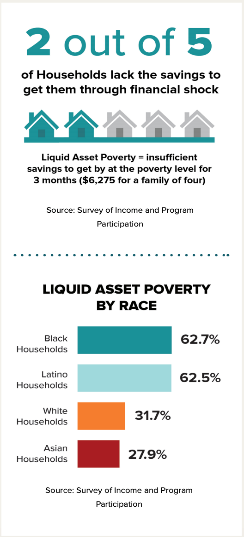 2 out of 5
of Households lack the savings to
get them through financial shock
Liquid Asset Poverty = insufficient
savings to get by at the poverty level for
3 months ($6,275 for a family of four)
Source: Survey of Income and Program
Participation
LIQUID ASSET POVERTY
BY RACE
Black
Households
62.7%
Latino
Households
62.5%
White
Households
31.7%
Asian
Households
27.9%
Source: Survey of Income and Program
Participation